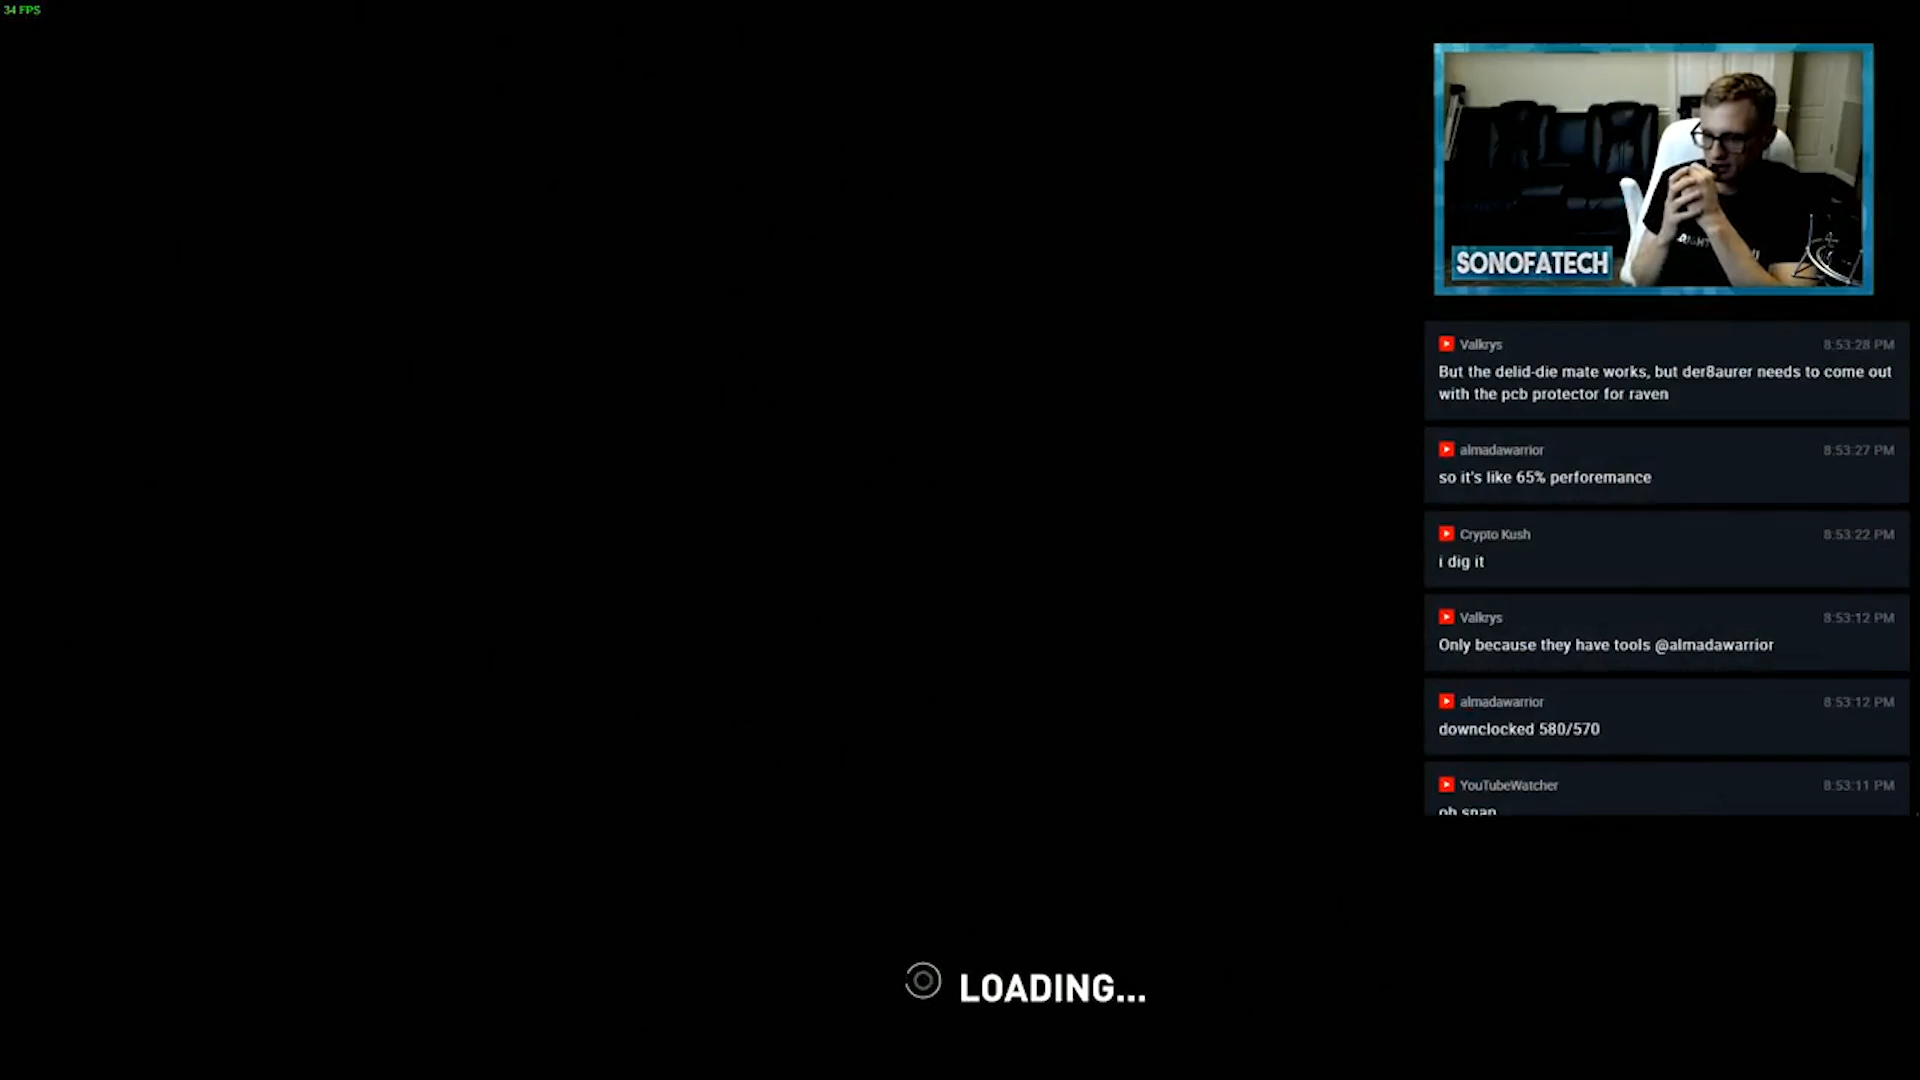 34 FPS
SONOFATECH
Valkrys 8:53:28 PM
But the delid-die mate works, but der8aurer needs to come out
with the pcb protector for raven
almadawarrior 8:53:27 PM
so it's like 65% perforemance
Crypto Kush 8:53:22 PM
i dig it
Valkrys 8:53:12 PM
Only because they have tools @almadawarrior
almadawarrior 8:53:12 PM
downclocked 580/570
YouTubeWatcher 8:53:11 PM
oh snap
LOADING...